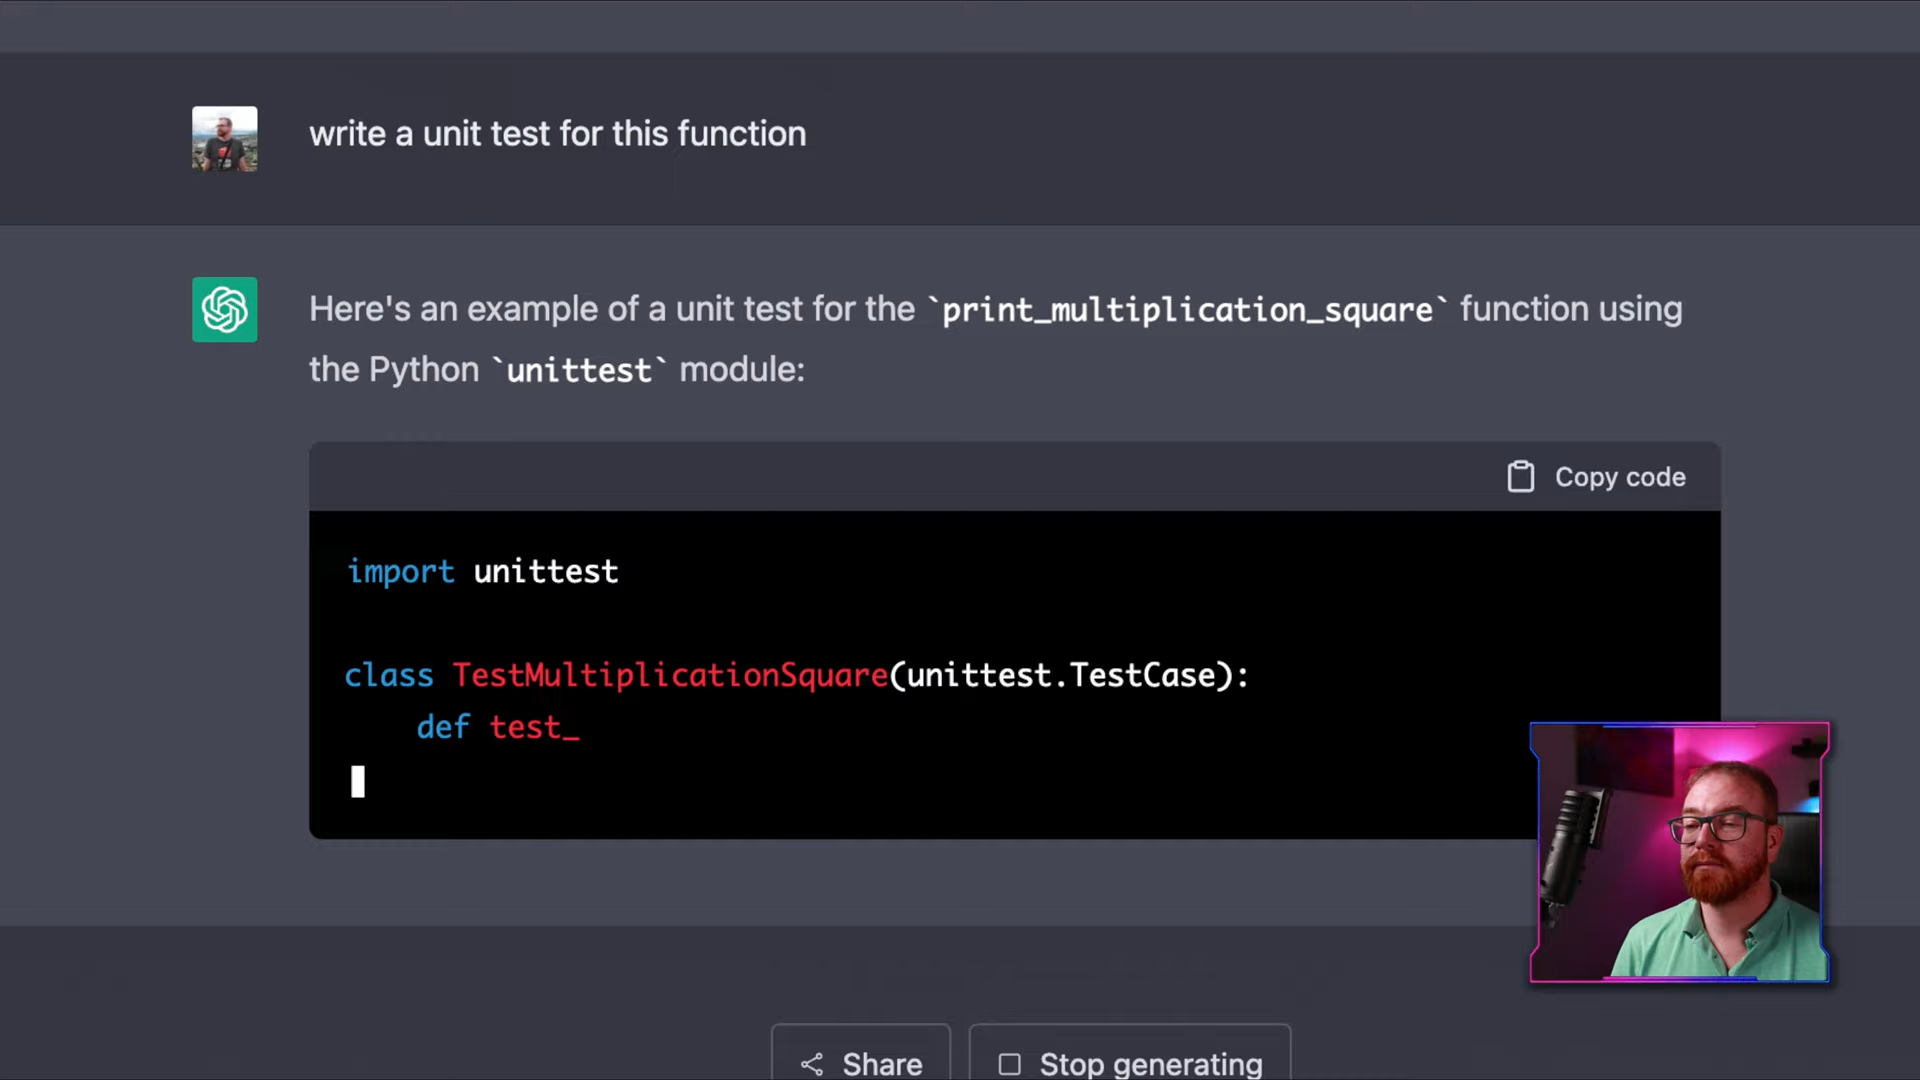 write a unit test for this function
Here's an example of a unit test for the `print_multiplication_square` function using
the Python `unittest` module:
Copy code
import unittest
class TestMultiplicationSquare(unittest.TestCase):
    def test_
Share
Stop generating